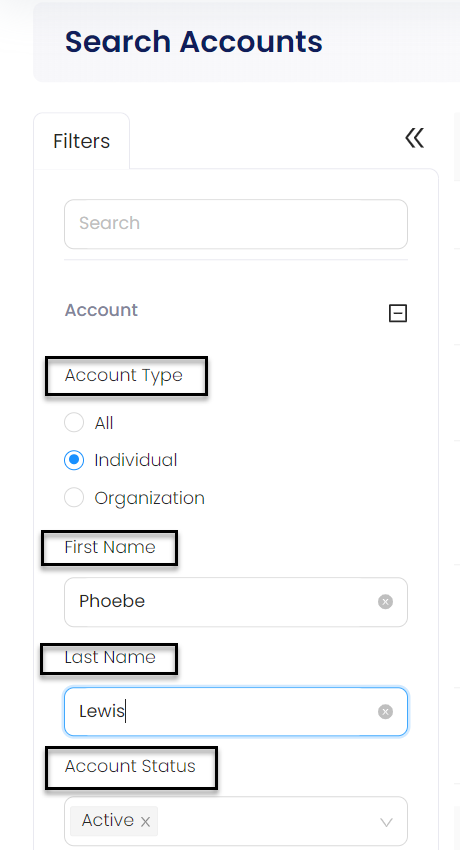 Search Accounts
Filters
Search
Account
Account Type
All
Individual
Organization
First Name
Phoebe
Last Name
Lewis
Account Status
Active